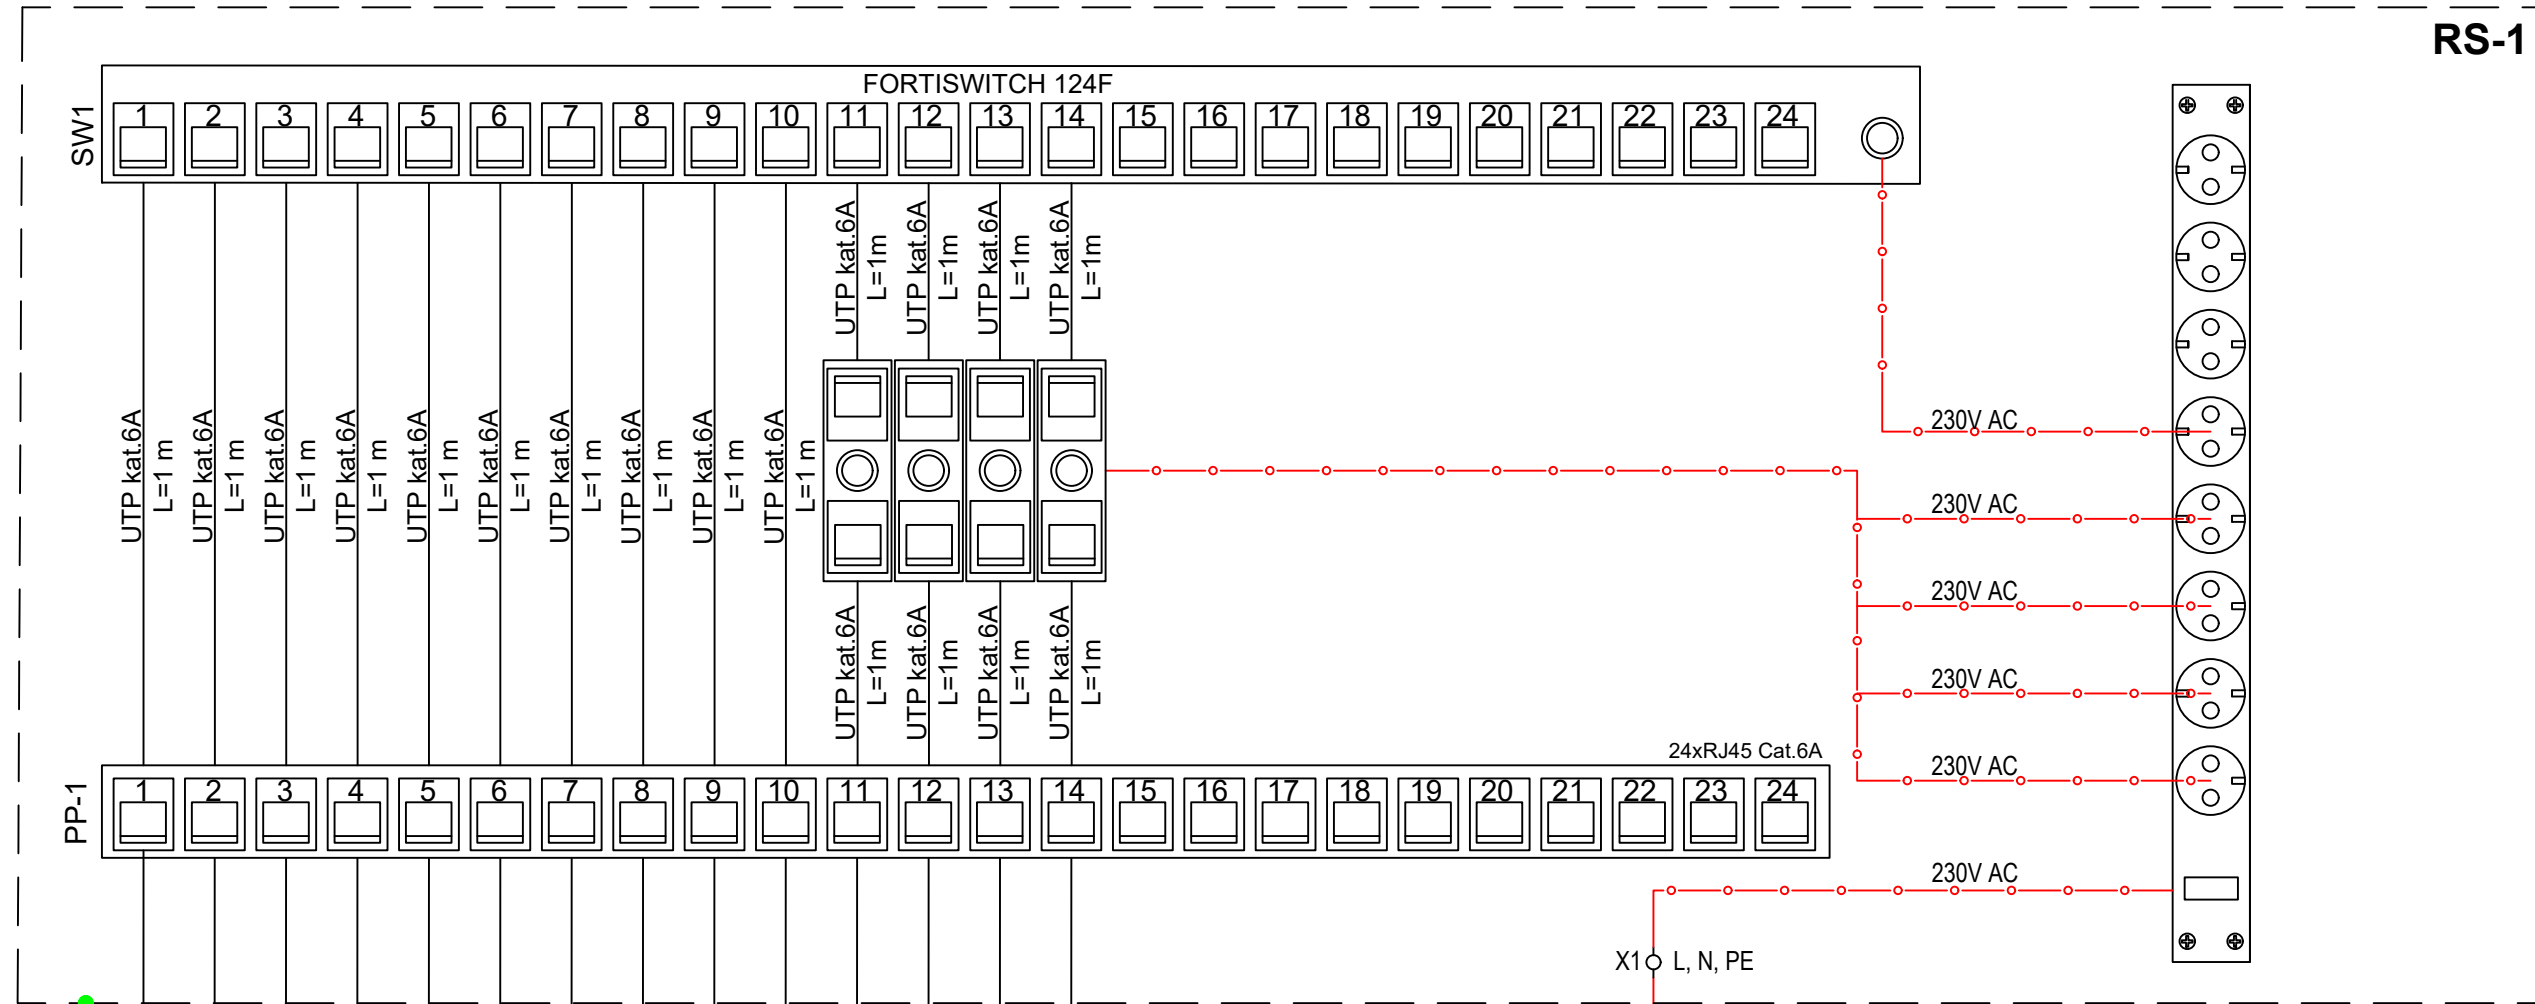 RS-1
FORTISWITCH 124F
SW1
1 2 3 4 5 6 7 8 9 10 11 12 13 14 15 16 17 18 19 20 21 22 23 24
UTP kat.6A
L=1m
UTP kat.6A
L=1m
UTP kat.6A
L=1m
UTP kat.6A
L=1m
UTP kat.6A
L=1 m
UTP kat.6A
L=1 m
UTP kat.6A
L=1 m
UTP kat.6A
L=1 m
UTP kat.6A
L=1 m
UTP kat.6A
L=1 m
UTP kat.6A
L=1 m
UTP kat.6A
L=1 m
UTP kat.6A
L=1 m
UTP kat.6A
L=1 m
230V AC
230V AC
230V AC
230V AC
230V AC
UTP kat.6A
L=1m
UTP kat.6A
L=1m
UTP kat.6A
L=1m
UTP kat.6A
L=1m
24xRJ45 Cat.6A
PP-1
1 2 3 4 5 6 7 8 9 10 11 12 13 14 15 16 17 18 19 20 21 22 23 24
230V AC
X1 L, N, PE